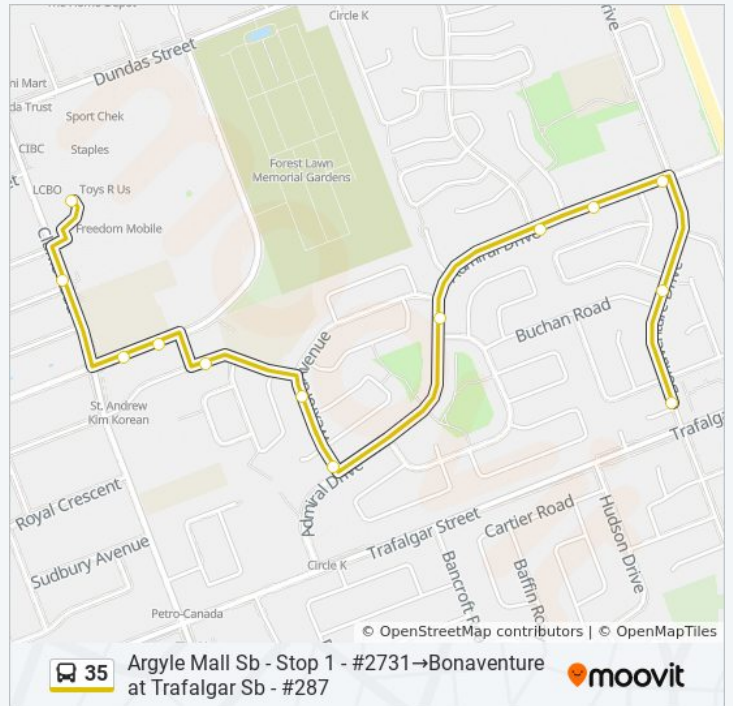 The Home Depot
Circle K
Drive
Dundas Street
ni Mart
da Trust
Sport Chek
CIBC
Staples
Forest Lawn
Memorial Gardens
LCBO
Toys R Us
Freedom Mobile
Admiral Drive
Buchan Road
St. Andrew
Kim Korean
Admiral Drive
Trafalga
Royal Crescent
Cartier Road
Hudson Drive
Trafalgar Street
Sudbury Avenue
Circle K
Petro-Canada
© OpenStreetMap contributors | © OpenMapTiles
35
Argyle Mall Sb - Stop 1 - #2731→Bonaventure
at Trafalgar Sb - #287
moovit